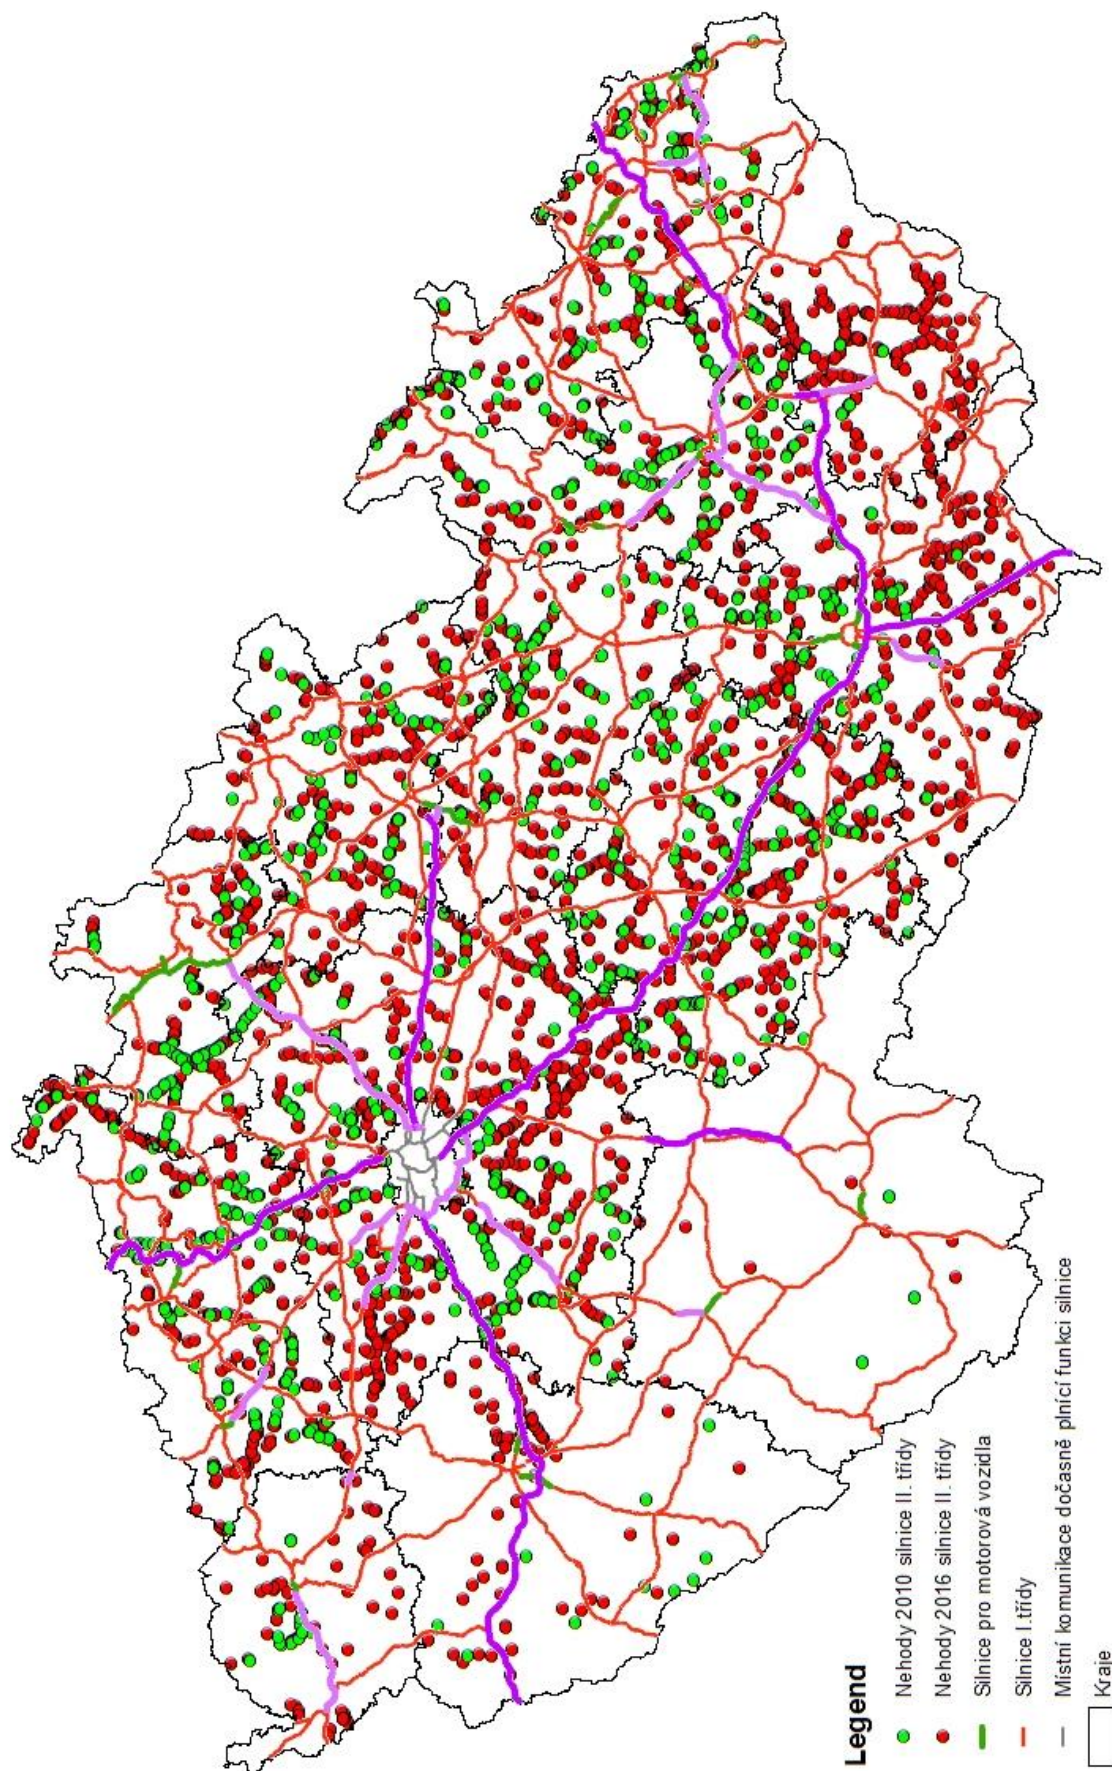 Legend
Nehody 2010 silnice II. třídy
Nehody 2016 silnice II. třídy
Silnice pro motorová vozidla
Silnice I.třídy
Místní komunikace dočasně plnící funkci silnice
Kraje